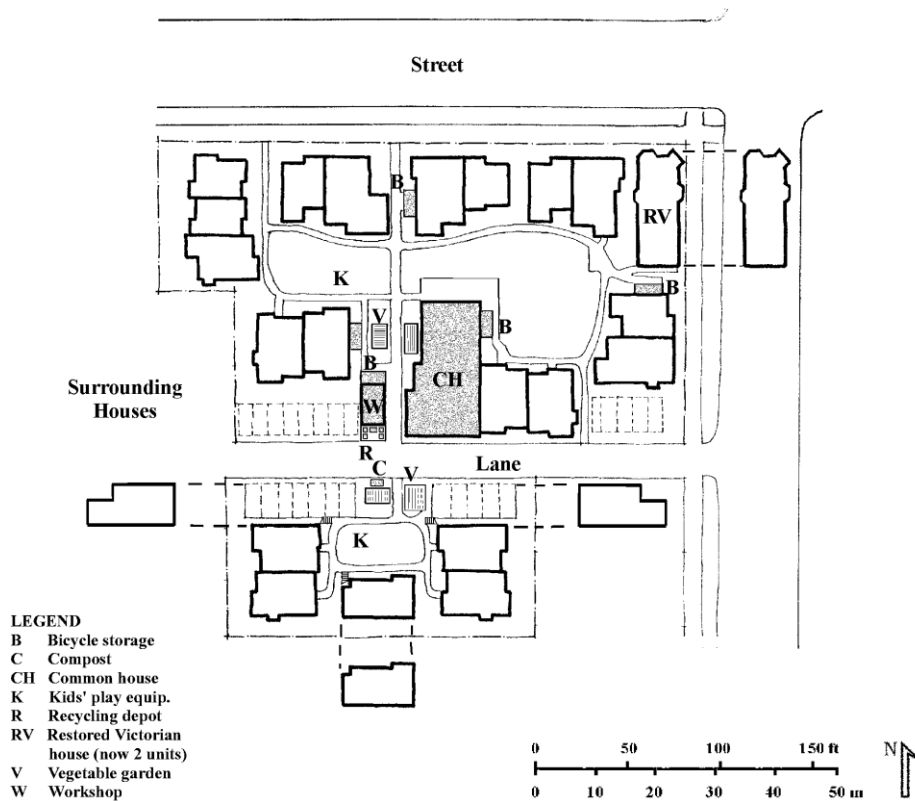 Street
B
RV
K
B
V
B
B
CH
Surrounding
Houses
W
R
C
V
Lane
K
LEGEND
B Bicycle storage
C Compost
CH Common house
K Kids' play equip.
R Recycling depot
RV Restored Victorian
house (now 2 units)
V Vegetable garden
W Workshop
0 50 100 150 ft
0 10 20 30 40 50 m
N